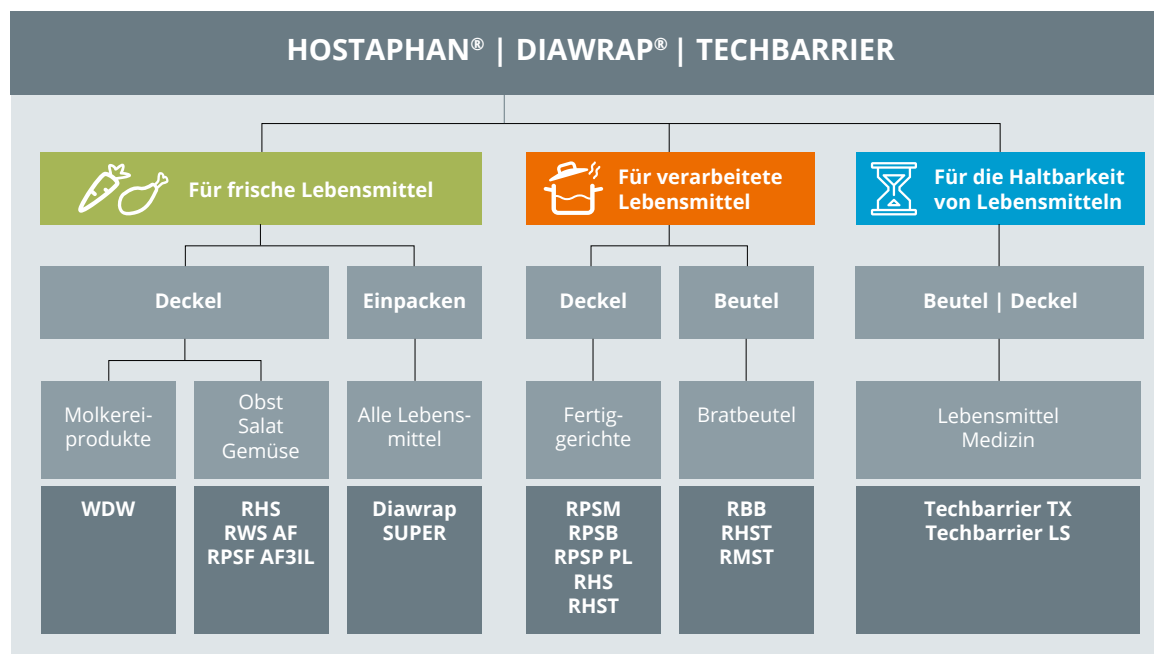 HOSTAPHAN® | DIAWRAP® | TECHBARRIER
Für frische Lebensmittel
Für verarbeitete
Lebensmittel
Für die Haltbarkeit
von Lebensmitteln
Deckel
Einpacken
Deckel
Beutel
Beutel | Deckel
Molkerei-
produkte
Obst
Salat
Gemüse
Alle Lebens-
mittel
Fertig-
gerichte
Bratbeutel
Lebensmittel
Medizin
WDW
RHS
RWS AF
RPSF AF3IL
Diawrap
SUPER
RPSM
RPSB
RPSP PL
RHS
RHST
RBB
RHST
RMST
Techbarrier TX
Techbarrier LS